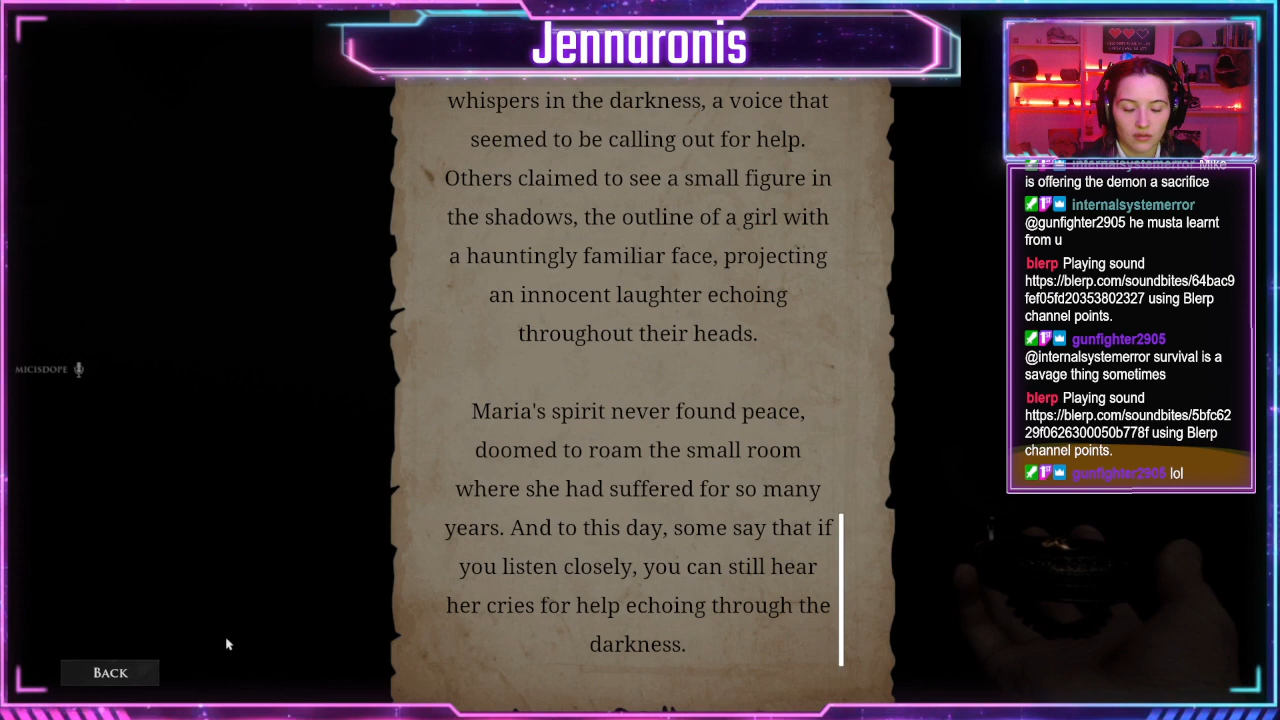 Jennaronis
whispers in the darkness, a voice that
seemed to be calling out for help.
Others claimed to see a small figure in
the shadows, the outline of a girl with
a hauntingly familiar face, projecting
an innocent laughter echoing
throughout their heads.
Maria's spirit never found peace,
doomed to roam the small room
where she had suffered for so many
years. And to this day, some say that if
you listen closely, you can still hear
her cries for help echoing through the
darkness.
MICISDOPE
BACK
internalsystemerror Mike
is offering the demon a sacrifice
internalsystemerror
@gunfighter2905 he musta learnt
from u
blerp Playing sound
https://blerp.com/soundbites/64bac9
fef05fd20353802327 using Blerp
channel points.
gunfighter2905
@internalsystemerror survival is a
savage thing sometimes
blerp Playing sound
https://blerp.com/soundbites/5bfc62
29f0626300050b778f using Blerp
channel points.
gunfighter2905 lol